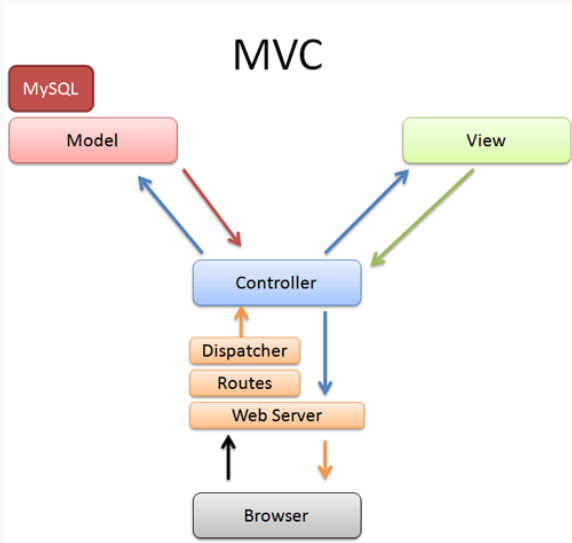 MVC
MySQL
Model
View
Controller
Dispatcher
Routes
Web Server
Browser